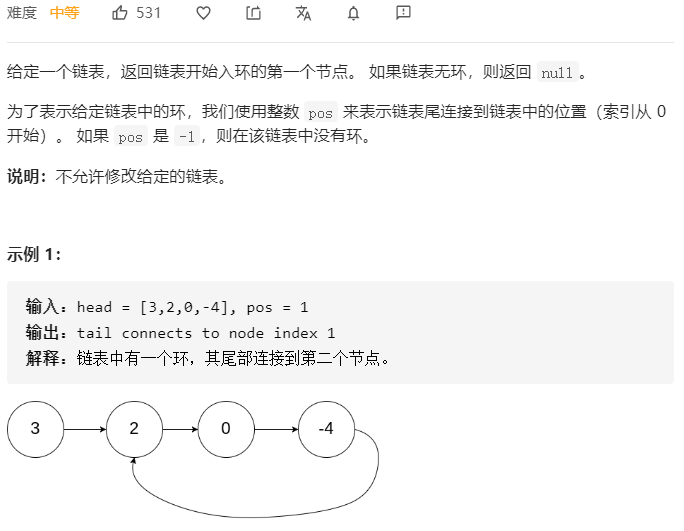 难度 中等 531
给定一个链表，返回链表开始入环的第一个节点。 如果链表无环，则返回 null。
为了表示给定链表中的环，我们使用整数 pos 来表示链表尾连接到链表中的位置（索引从 0
开始）。 如果 pos 是 -1，则在该链表中没有环。
说明：不允许修改给定的链表。
示例 1：
输入：head = [3,2,0,-4], pos = 1
输出：tail connects to node index 1
解释：链表中有一个环，其尾部连接到第二个节点。
3 2 0 -4